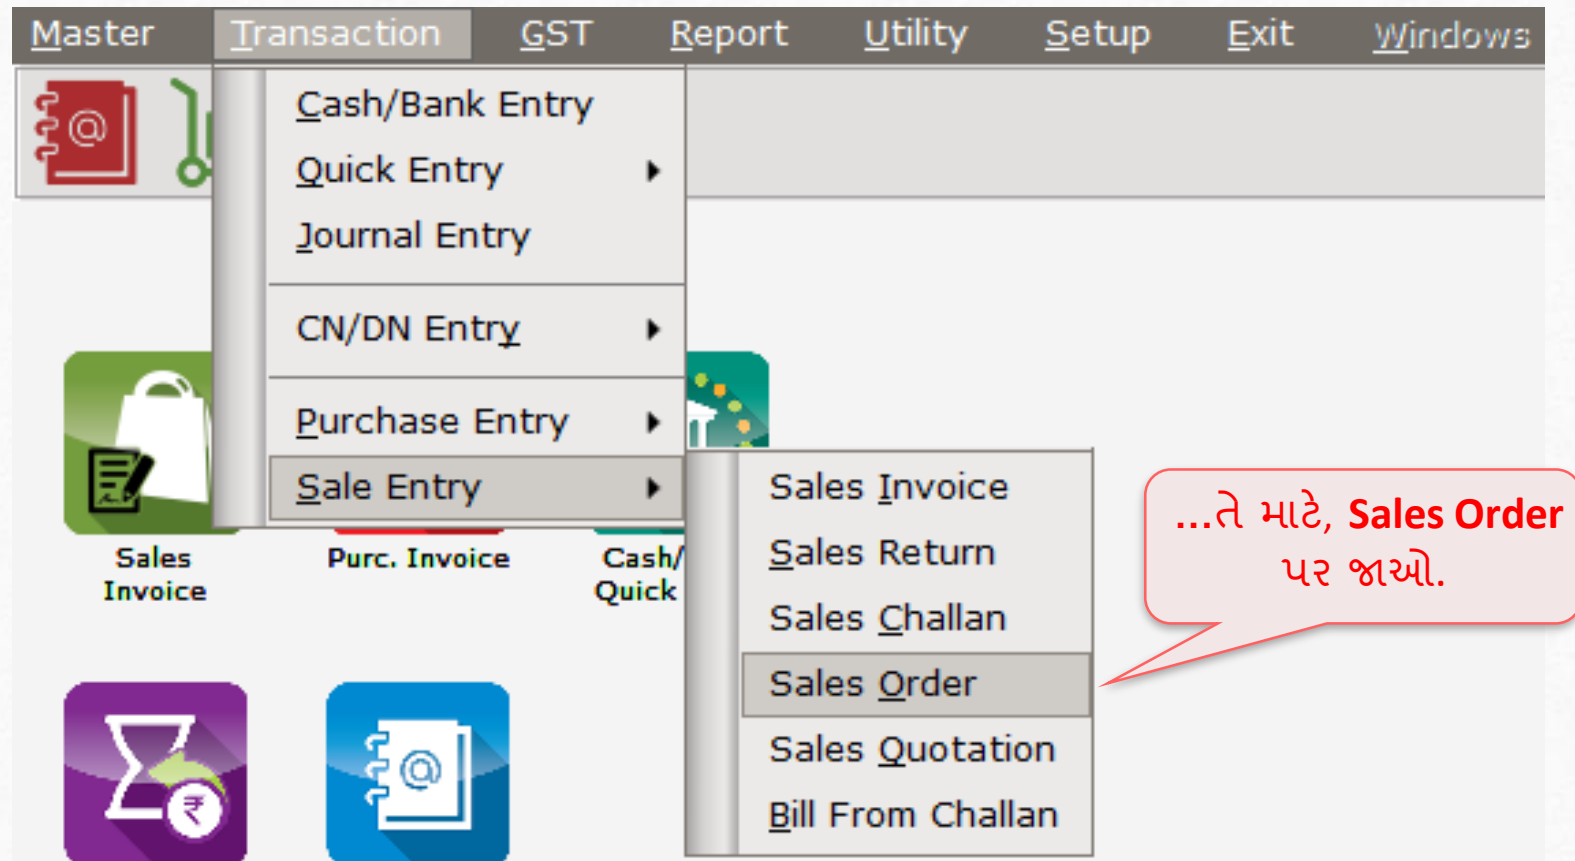 Master Transaction GST Report Utility Setup Exit Windows
Cash/Bank Entry
Quick Entry
Journal Entry
CN/DN Entry
Purchase Entry
Sale Entry
Sales Invoice
Sales Return
Sales Challan
Sales Order
Sales Quotation
Bill From Challan
...તે માટે, Sales Order
પર જાઓ.
Sales
Invoice
Purc. Invoice
Cash/
Quick